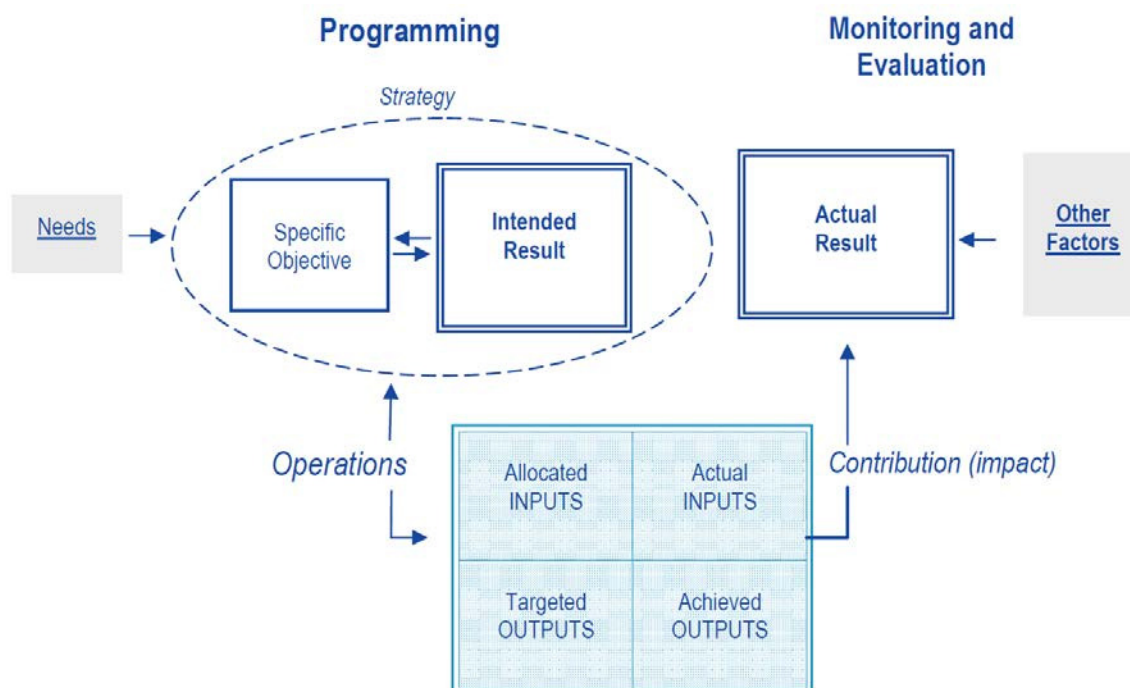 Programming
Monitoring and
Evaluation
Strategy
Needs
Specific
Objective
Intended
Result
Actual
Result
Other
Factors
Operations
Allocated
INPUTS
Actual
INPUTS
Contribution (impact)
Targeted
OUTPUTS
Achieved
OUTPUTS